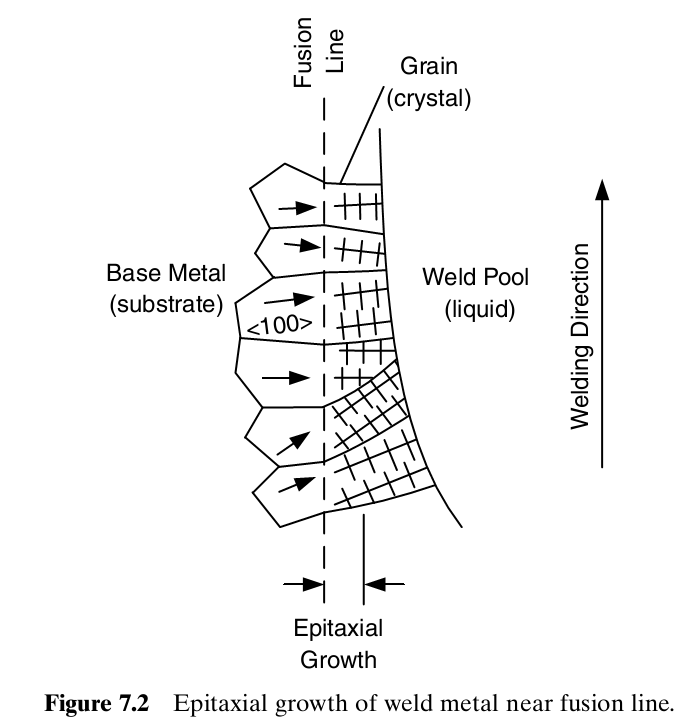 Fusion
Line
Grain
(crystal)
Base Metal
(substrate)
<100>
Weld Pool
(liquid)
Welding Direction
Epitaxial
Growth
Figure 7.2 Epitaxial growth of weld metal near fusion line.